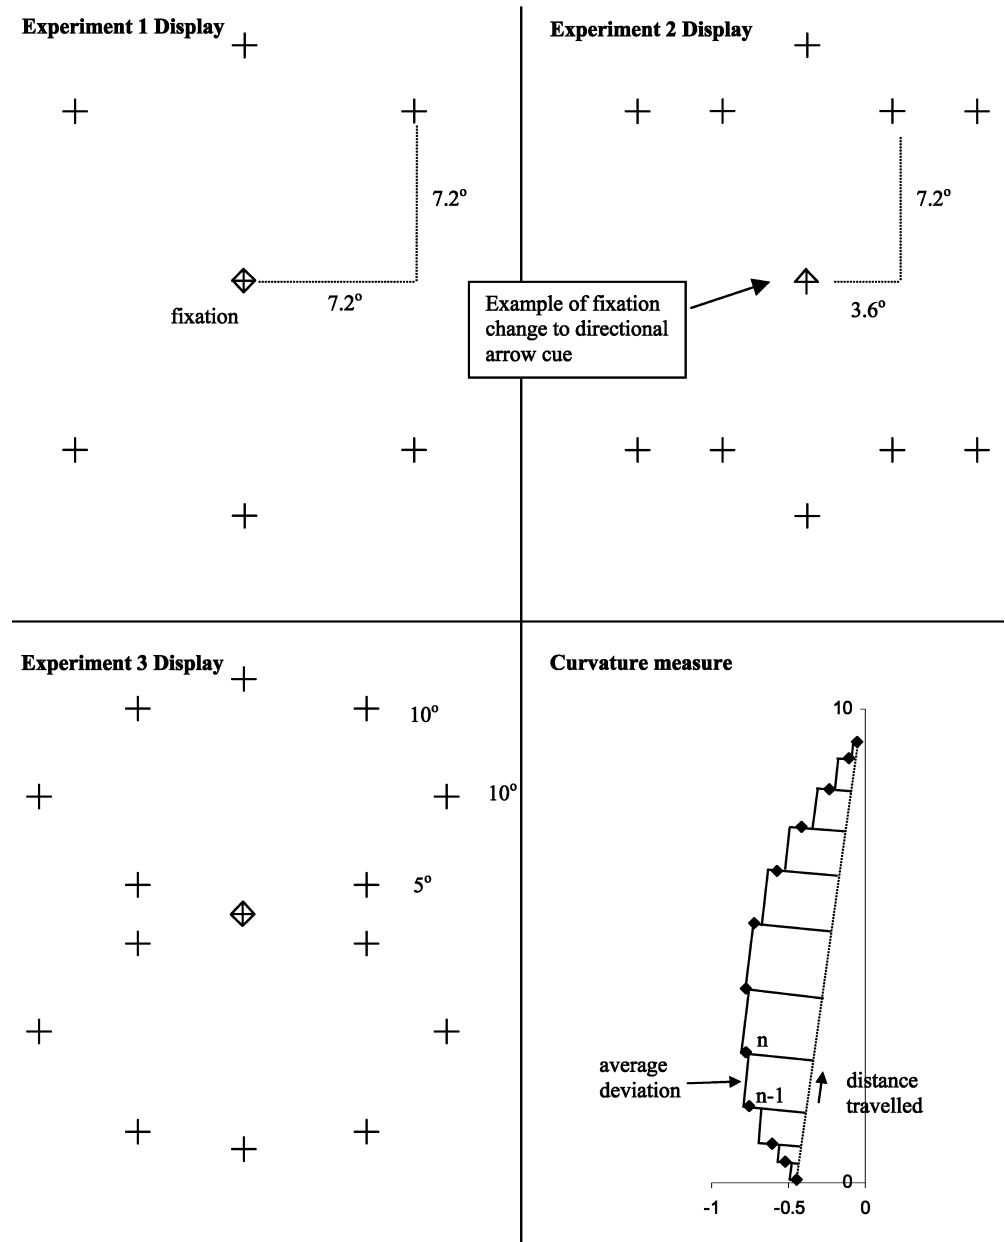 Experiment 1 Display
7.2°
7.2°
fixation
Experiment 2 Display
7.2°
3.6°
Example of fixation
change to directional
arrow cue
Experiment 3 Display
10°
10°
5°
Curvature measure
10
n
average
deviation
n-1
distance
travelled
0
-1
-0.5
0